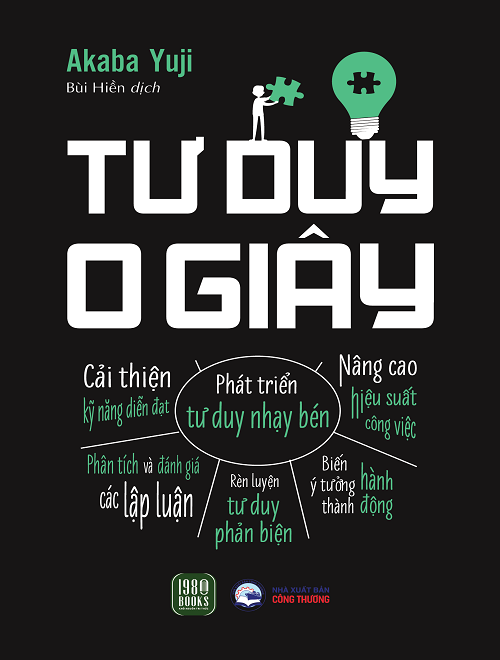 Akaba Yuji
Bùi Hiền dịch
TƯ DUY
0 GIÂY
Cải thiện
kỹ năng diễn đạt
Phát triển
tư duy nhạy bén
Nâng cao
hiệu suất
công việc
Phân tích và đánh giá
các lập luận
Rèn luyện
tư duy
phản biện
Biến
ý tưởng
thành
hành
động
1980
BOOKS
NHÀ XUẤT BẢN
CÔNG THƯƠNG